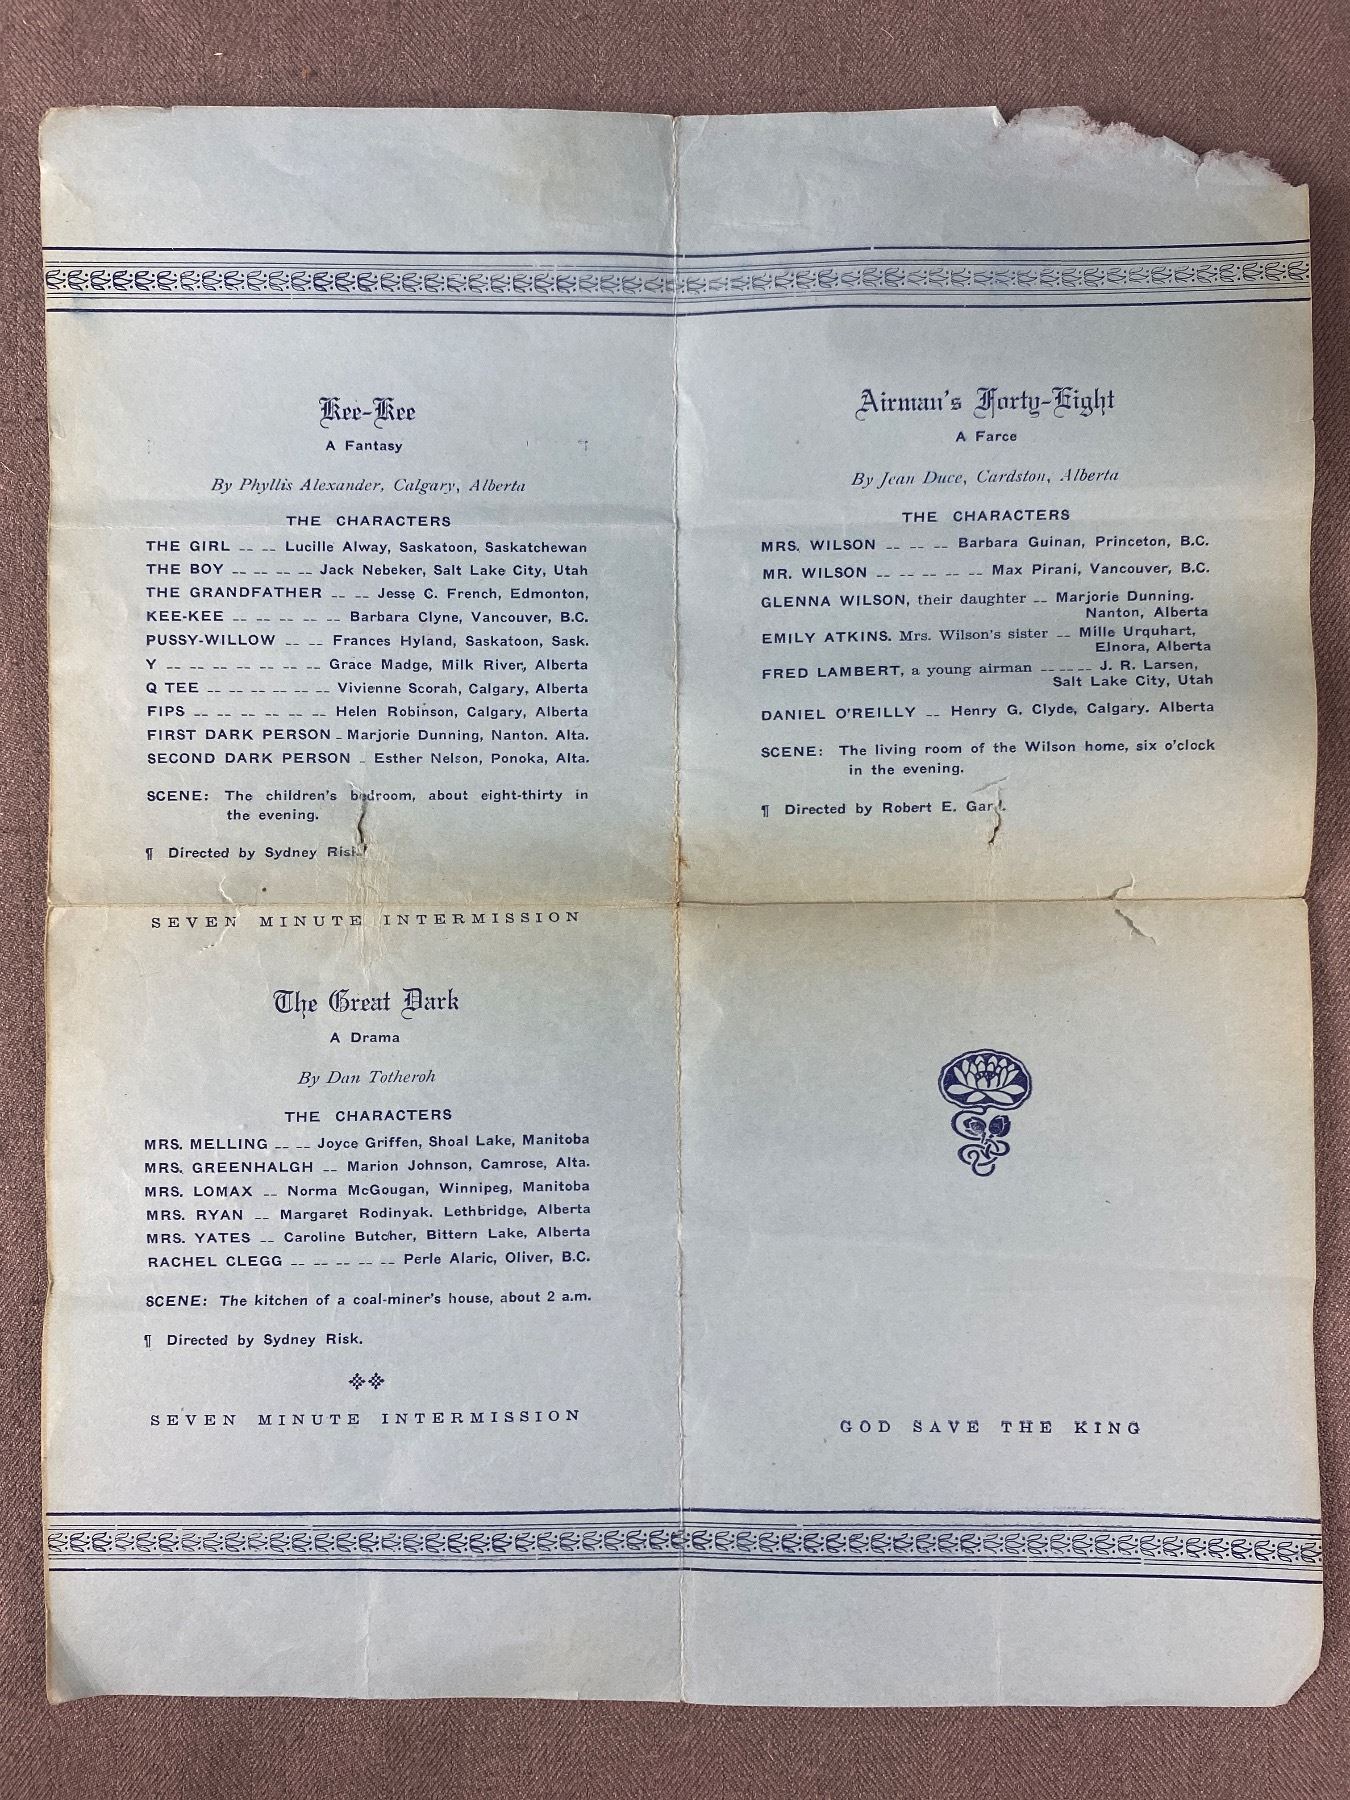 Kee-Kee
A Fantasy
By Phyllis Alexander, Calgary, Alberta
THE CHARACTERS
THE GIRL -- -- Lucille Alway, Saskatoon, Saskatchewan
THE BOY -- -- -- -- Jack Nebeker, Salt Lake City, Utah
THE GRANDFATHER -- -- Jesse C. French, Edmonton,
KEE-KEE -- -- -- -- -- Barbara Clyne, Vancouver, B.C.
PUSSY-WILLOW -- -- Frances Hyland, Saskatoon, Sask.
Y -- -- -- -- -- -- -- Grace Madge, Milk River, Alberta
Q TEE -- -- -- -- -- -- Vivienne Scorah, Calgary, Alberta
FIPS -- -- -- -- -- -- Helen Robinson, Calgary, Alberta
FIRST DARK PERSON - Marjorie Dunning, Nanton. Alta.
SECOND DARK PERSON - Esther Nelson, Ponoka, Alta.
SCENE: The children's bedroom, about eight-thirty in
the evening.
¶ Directed by Sydney Risk.
SEVEN MINUTE INTERMISSION
The Great Dark
A Drama
By Dan Totheroh
THE CHARACTERS
MRS. MELLING -- -- Joyce Griffen, Shoal Lake, Manitoba
MRS. GREENHALGH -- Marion Johnson, Camrose, Alta.
MRS. LOMAX -- Norma McGougan, Winnipeg, Manitoba
MRS. RYAN -- Margaret Rodinyak. Lethbridge, Alberta
MRS. YATES -- Caroline Butcher, Bittern Lake, Alberta
RACHEL CLEGG -- -- -- -- -- Perle Alaric, Oliver, B.C.
SCENE: The kitchen of a coal-miner's house, about 2 a.m.
¶ Directed by Sydney Risk.
SEVEN MINUTE INTERMISSION
Airman's Forty-Eight
A Farce
By Jean Duce, Cardston, Alberta
THE CHARACTERS
MRS. WILSON -- -- -- Barbara Guinan, Princeton, B.C.
MR. WILSON -- -- -- -- -- Max Pirani, Vancouver, B.C.
GLENNA WILSON, their daughter -- Marjorie Dunning.
Nanton, Alberta
EMILY ATKINS. Mrs. Wilson's sister -- Mille Urquhart,
Elnora, Alberta
FRED LAMBERT, a young airman -- -- -- J. R. Larsen,
Salt Lake City, Utah
DANIEL O'REILLY -- Henry G. Clyde, Calgary. Alberta
SCENE: The living room of the Wilson home, six o'clock
in the evening.
¶ Directed by Robert E. Gard.
GOD SAVE THE KING